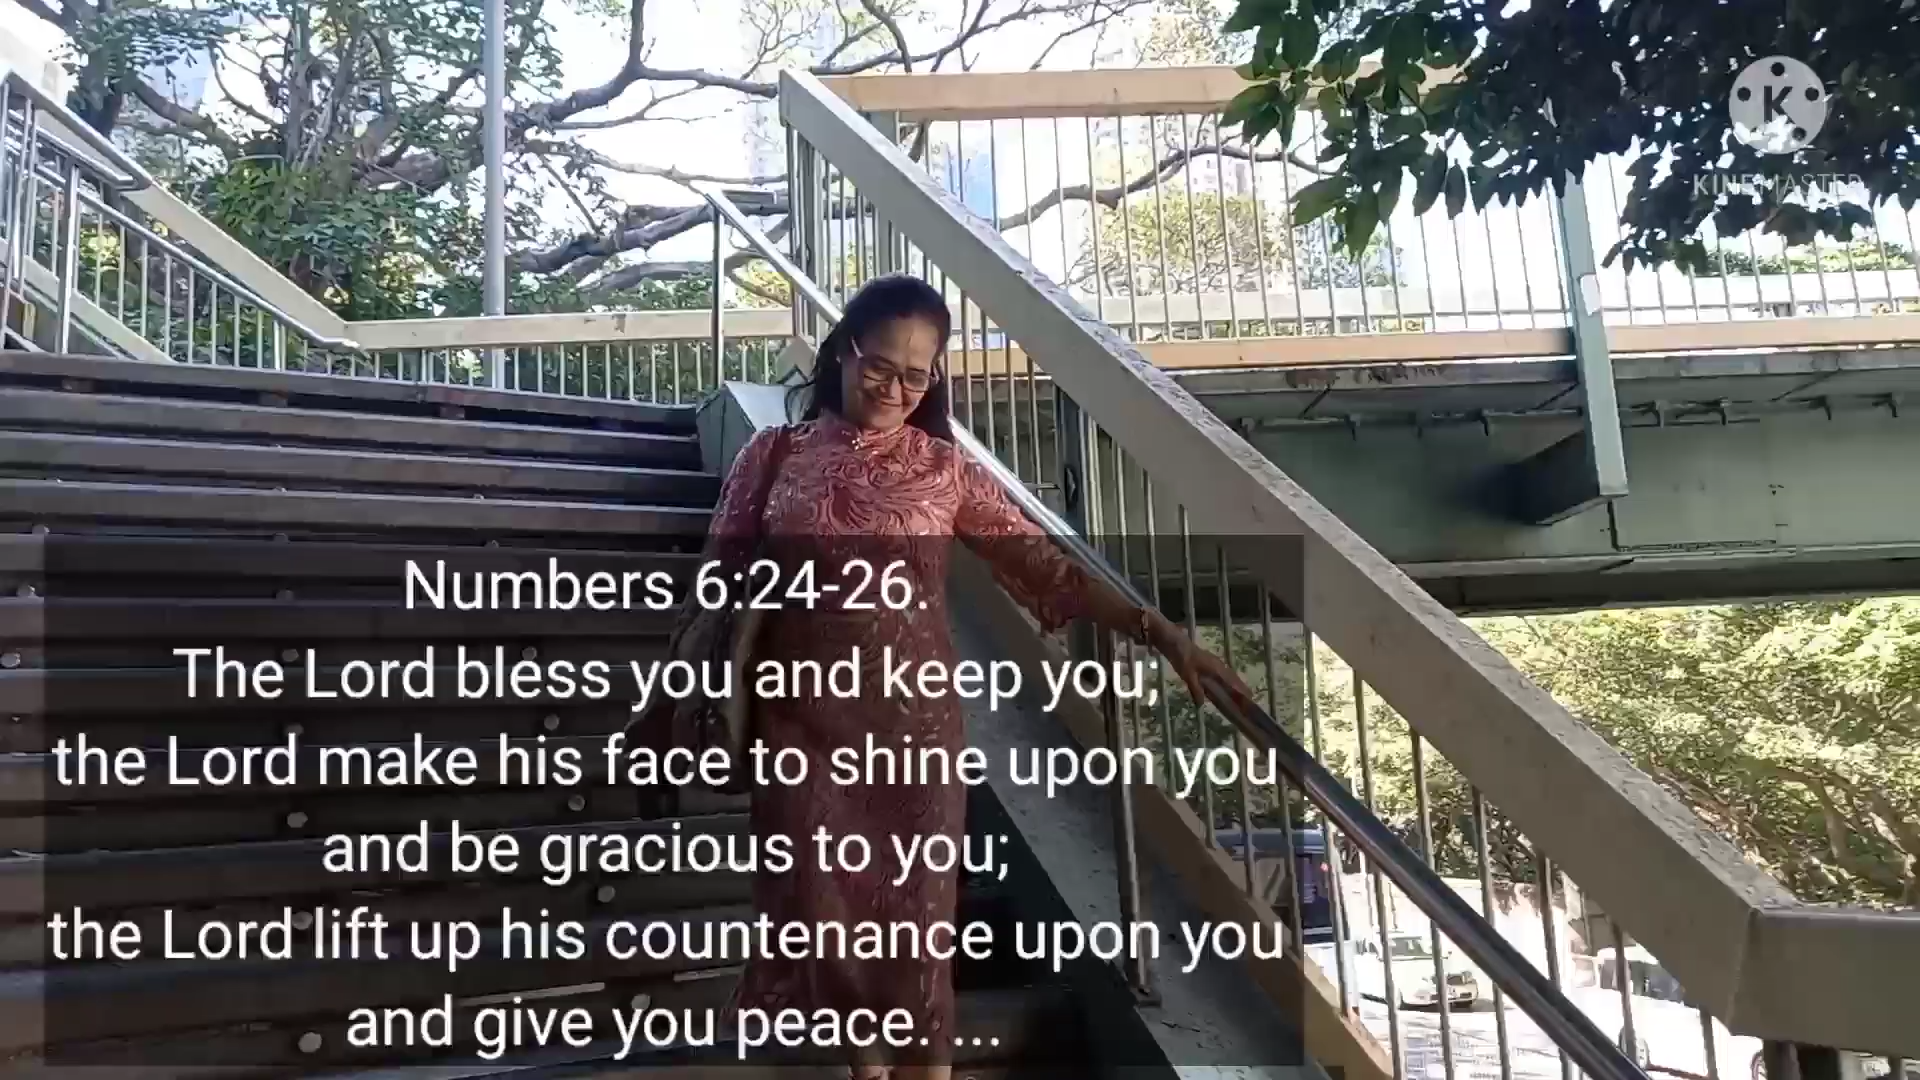 K
KINEMASTER
Numbers 6:24-26.
The Lord bless you and keep you;
the Lord make his face to shine upon you
and be gracious to you;
the Lord lift up his countenance upon you
and give you peace. ...